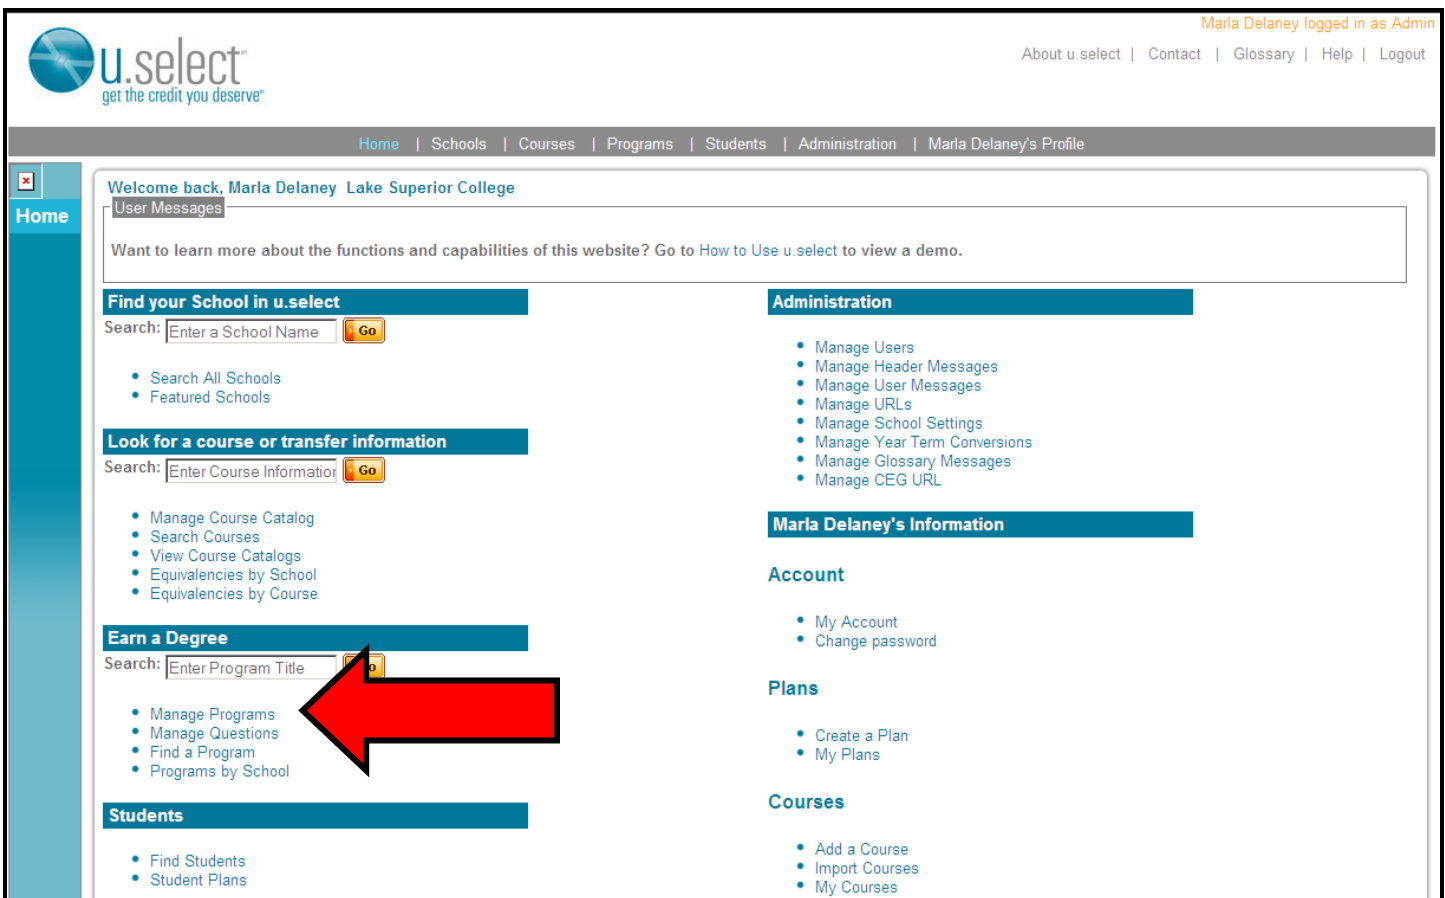 Marla Delaney logged in as Admin
u.select
get the credit you deserve
About u.select | Contact | Glossary | Help | Logout
Home | Schools | Courses | Programs | Students | Administration | Marla Delaney's Profile
Home
Welcome back, Marla Delaney Lake Superior College
User Messages
Want to learn more about the functions and capabilities of this website? Go to How to Use u.select to view a demo.
Find your School in u.select
Search: Enter a School Name Go
Search All Schools
Featured Schools
Look for a course or transfer information
Search: Enter Course Information Go
Manage Course Catalog
Search Courses
View Course Catalogs
Equivalencies by School
Equivalencies by Course
Earn a Degree
Search: Enter Program Title
Manage Programs
Manage Questions
Find a Program
Programs by School
Students
Find Students
Student Plans
Administration
Manage Users
Manage Header Messages
Manage User Messages
Manage URLs
Manage School Settings
Manage Year Term Conversions
Manage Glossary Messages
Manage CEG URL
Marla Delaney's Information
Account
My Account
Change password
Plans
Create a Plan
My Plans
Courses
Add a Course
Import Courses
My Courses